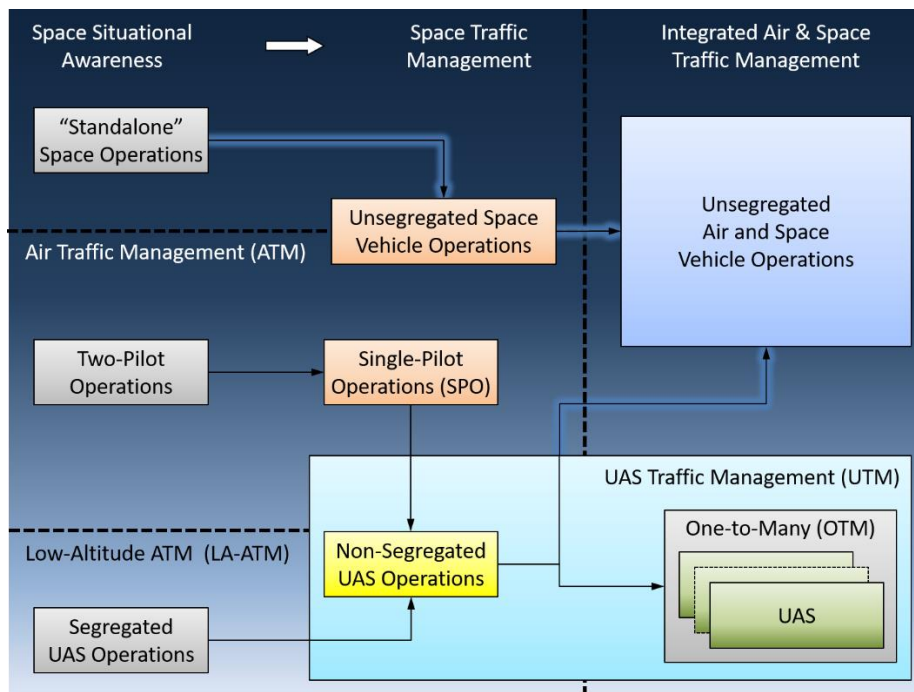 Space Situational
Awareness
Space Traffic
Management
Integrated Air & Space
Traffic Management
“Standalone”
Space Operations
Unsegregated Space
Vehicle Operations
Unsegregated
Air and Space
Vehicle Operations
Air Traffic Management (ATM)
Two-Pilot
Operations
Single-Pilot
Operations (SPO)
UAS Traffic Management (UTM)
Low-Altitude ATM (LA-ATM)
Non-Segregated
UAS Operations
One-to-Many (OTM)
UAS
Segregated
UAS Operations